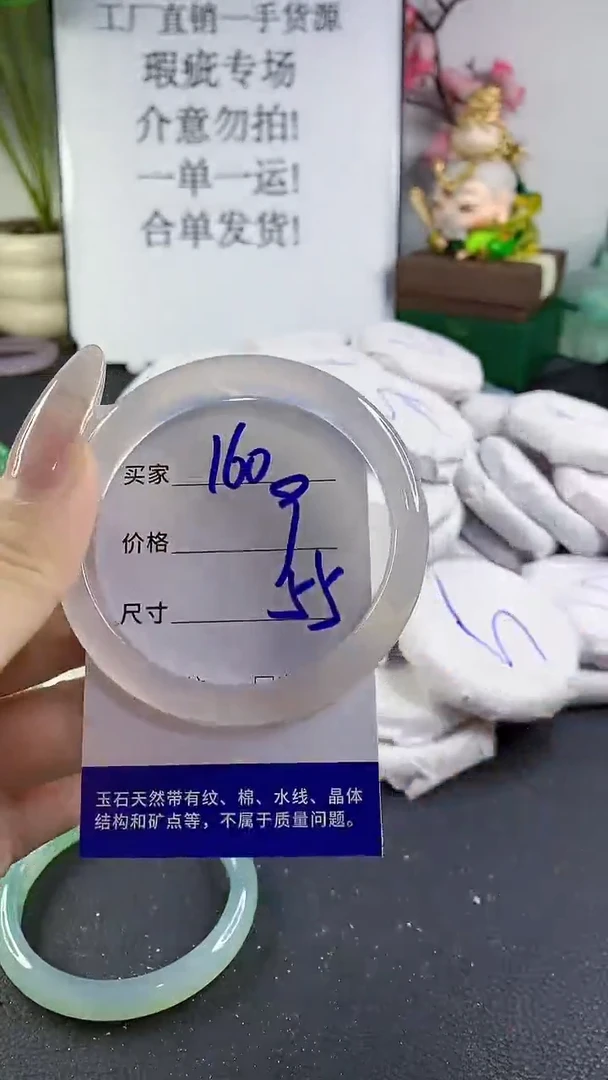 工厂直销一手货源
瑕疵专场
介意勿拍!
一单一运!
合单发货!
买家 160
价格
尺寸 55
玉石天然带有纹、棉、水线、晶体
结构和矿点等，不属于质量问题。